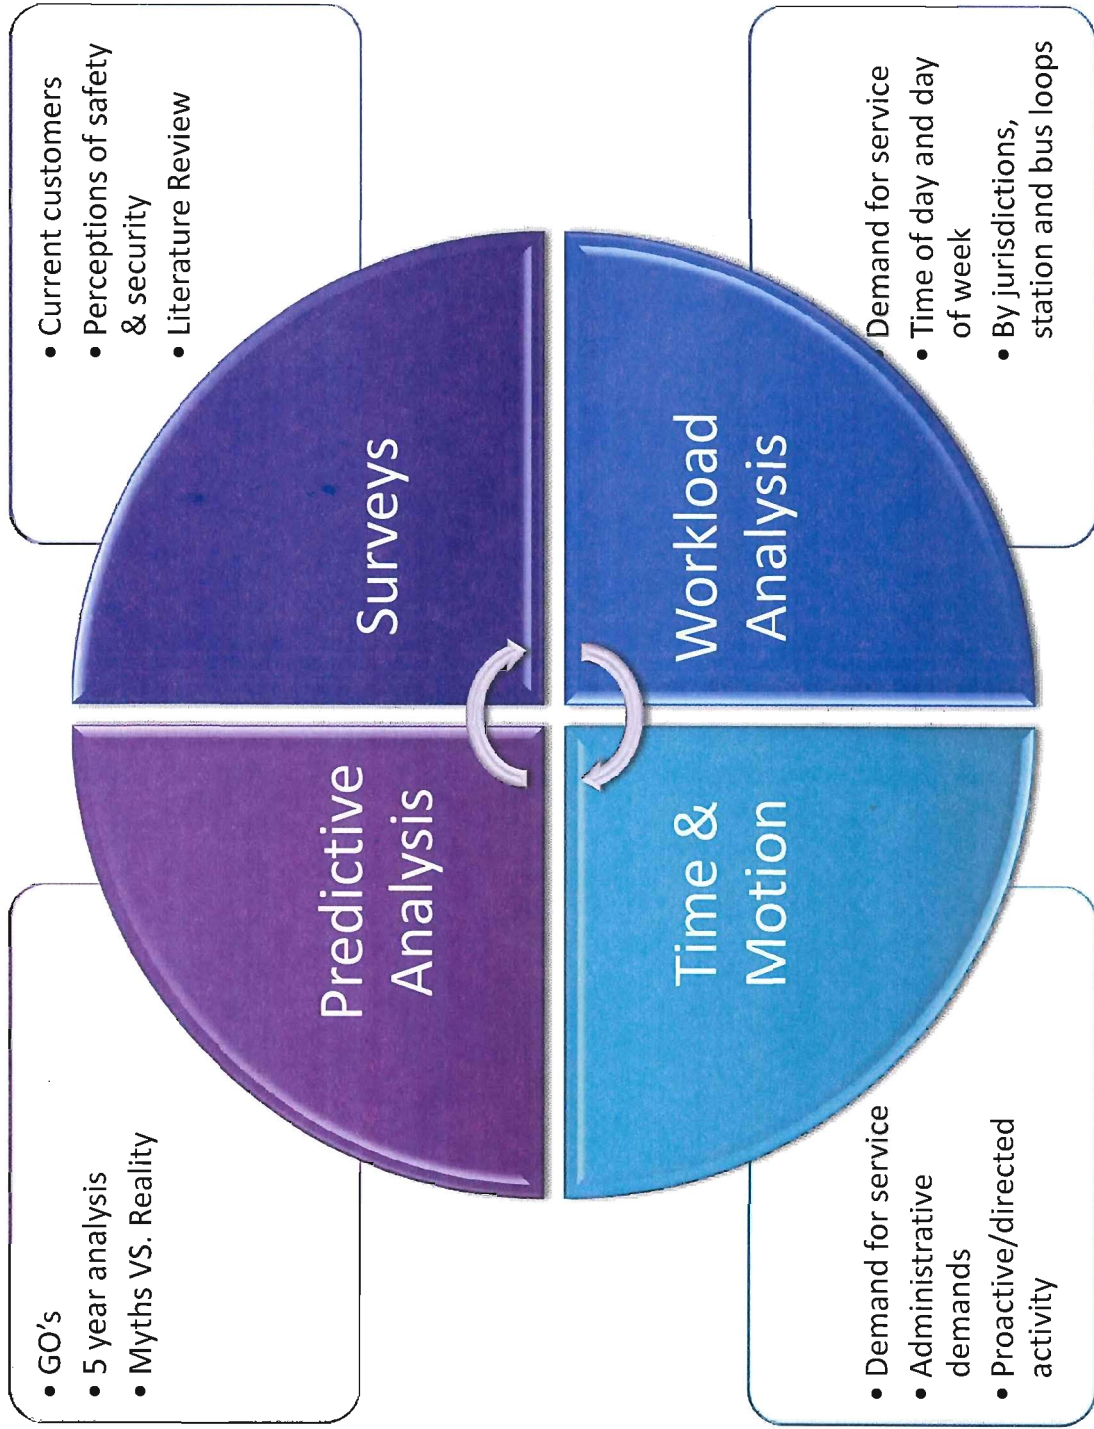 • GO's
• 5 year analysis
• Myths VS. Reality
Predictive
Analysis
Surveys
• Current customers
• Perceptions of safety
& security
• Literature Review
• Demand for service
• Administrative
demands
• Proactive/directed
activity
Time &
Motion
Workload
Analysis
• Demand for service
• Time of day and day
of week
• By jurisdictions,
station and bus loops